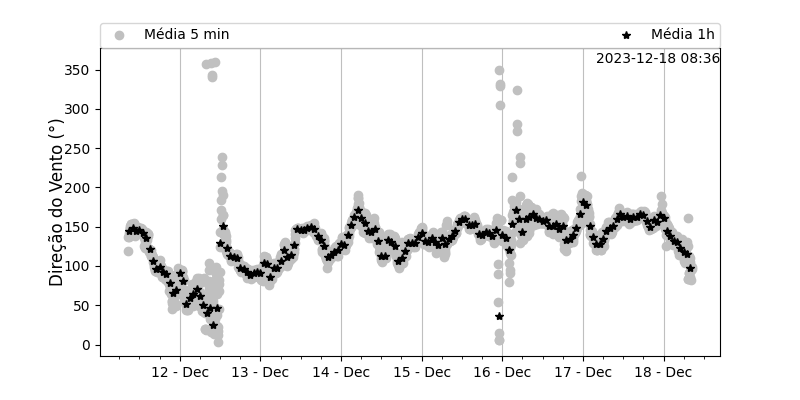 Média 5 min
Média 1h
2023-12-18 08:36
Direção do Vento (°)
350
300
250
200
150
100
50
0
12 - Dec
13 - Dec
14 - Dec
15 - Dec
16 - Dec
17 - Dec
18 - Dec